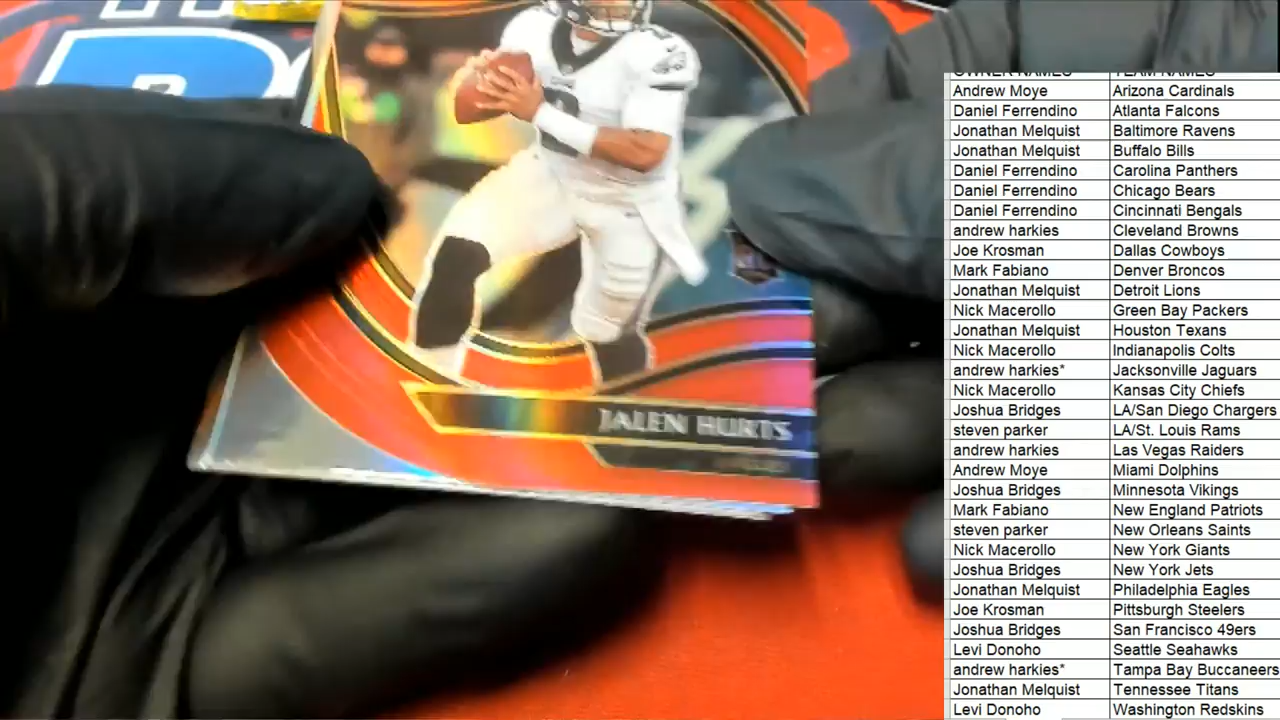 JALEN HURTS
OWNER NAMES TEAM NAMES
Andrew Moye Arizona Cardinals
Daniel Ferrendino Atlanta Falcons
Jonathan Melquist Baltimore Ravens
Jonathan Melquist Buffalo Bills
Daniel Ferrendino Carolina Panthers
Daniel Ferrendino Chicago Bears
Daniel Ferrendino Cincinnati Bengals
andrew harkies Cleveland Browns
Joe Krosman Dallas Cowboys
Mark Fabiano Denver Broncos
Jonathan Melquist Detroit Lions
Nick Macerollo Green Bay Packers
Jonathan Melquist Houston Texans
Nick Macerollo Indianapolis Colts
andrew harkies* Jacksonville Jaguars
Nick Macerollo Kansas City Chiefs
Joshua Bridges LA/San Diego Chargers
steven parker LA/St. Louis Rams
andrew harkies Las Vegas Raiders
Andrew Moye Miami Dolphins
Joshua Bridges Minnesota Vikings
Mark Fabiano New England Patriots
steven parker New Orleans Saints
Nick Macerollo New York Giants
Joshua Bridges New York Jets
Jonathan Melquist Philadelphia Eagles
Joe Krosman Pittsburgh Steelers
Joshua Bridges San Francisco 49ers
Levi Donoho Seattle Seahawks
andrew harkies* Tampa Bay Buccaneers
Jonathan Melquist Tennessee Titans
Levi Donoho Washington Redskins